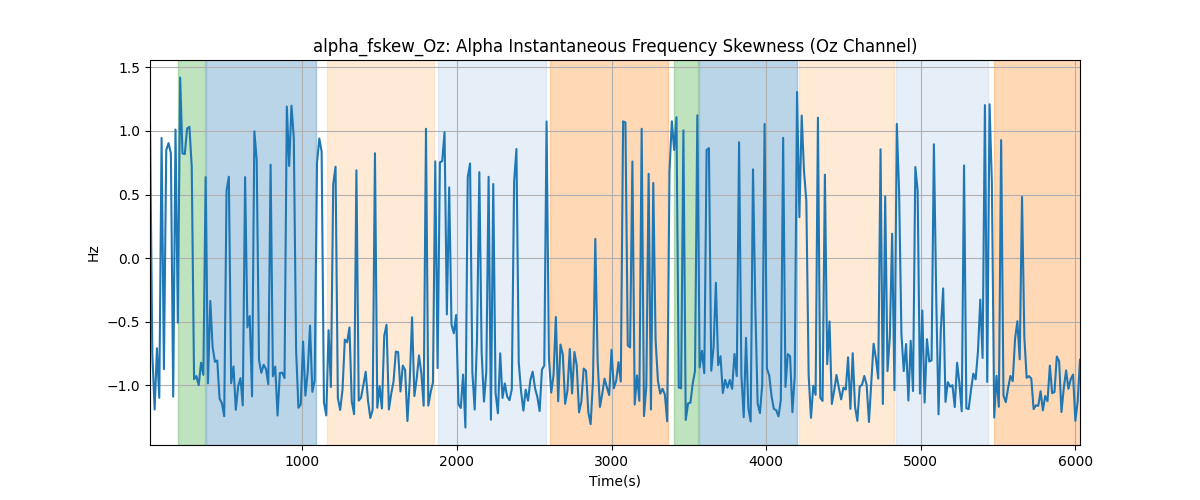 alpha_fskew_Oz: Alpha Instantaneous Frequency Skewness (Oz Channel)
1.5
1.0
0.5
0.0
−0.5
−1.0
Hz
1000 2000 3000 4000 5000 6000
Time(s)